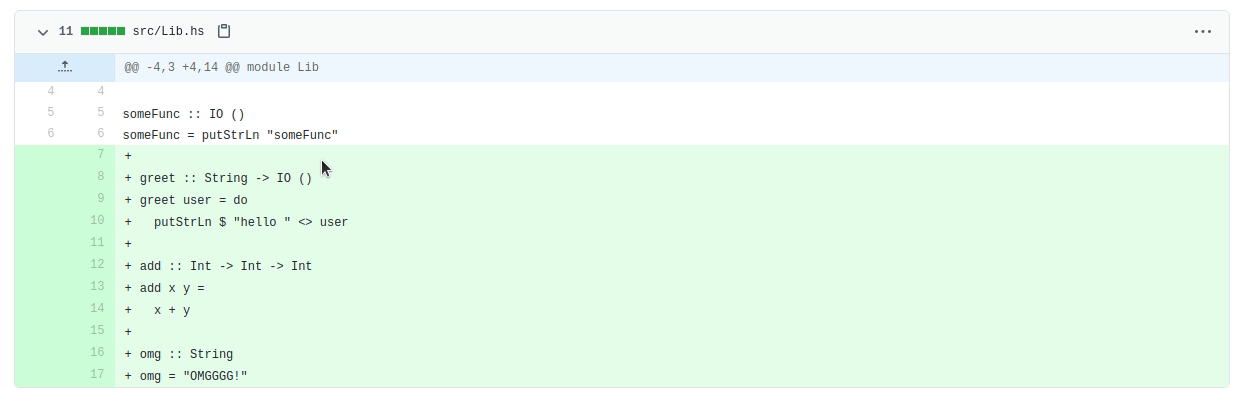 11 src/Lib.hs
@@ -4,3 +4,14 @@ module Lib
4 4
5 5 someFunc :: IO ()
6 6 someFunc = putStrLn "someFunc"
7 +
8 + greet :: String -> IO ()
9 + greet user = do
10 +   putStrLn $ "hello " <> user
11 +
12 + add :: Int -> Int -> Int
13 + add x y =
14 +   x + y
15 +
16 + omg :: String
17 + omg = "OMGGGG!"